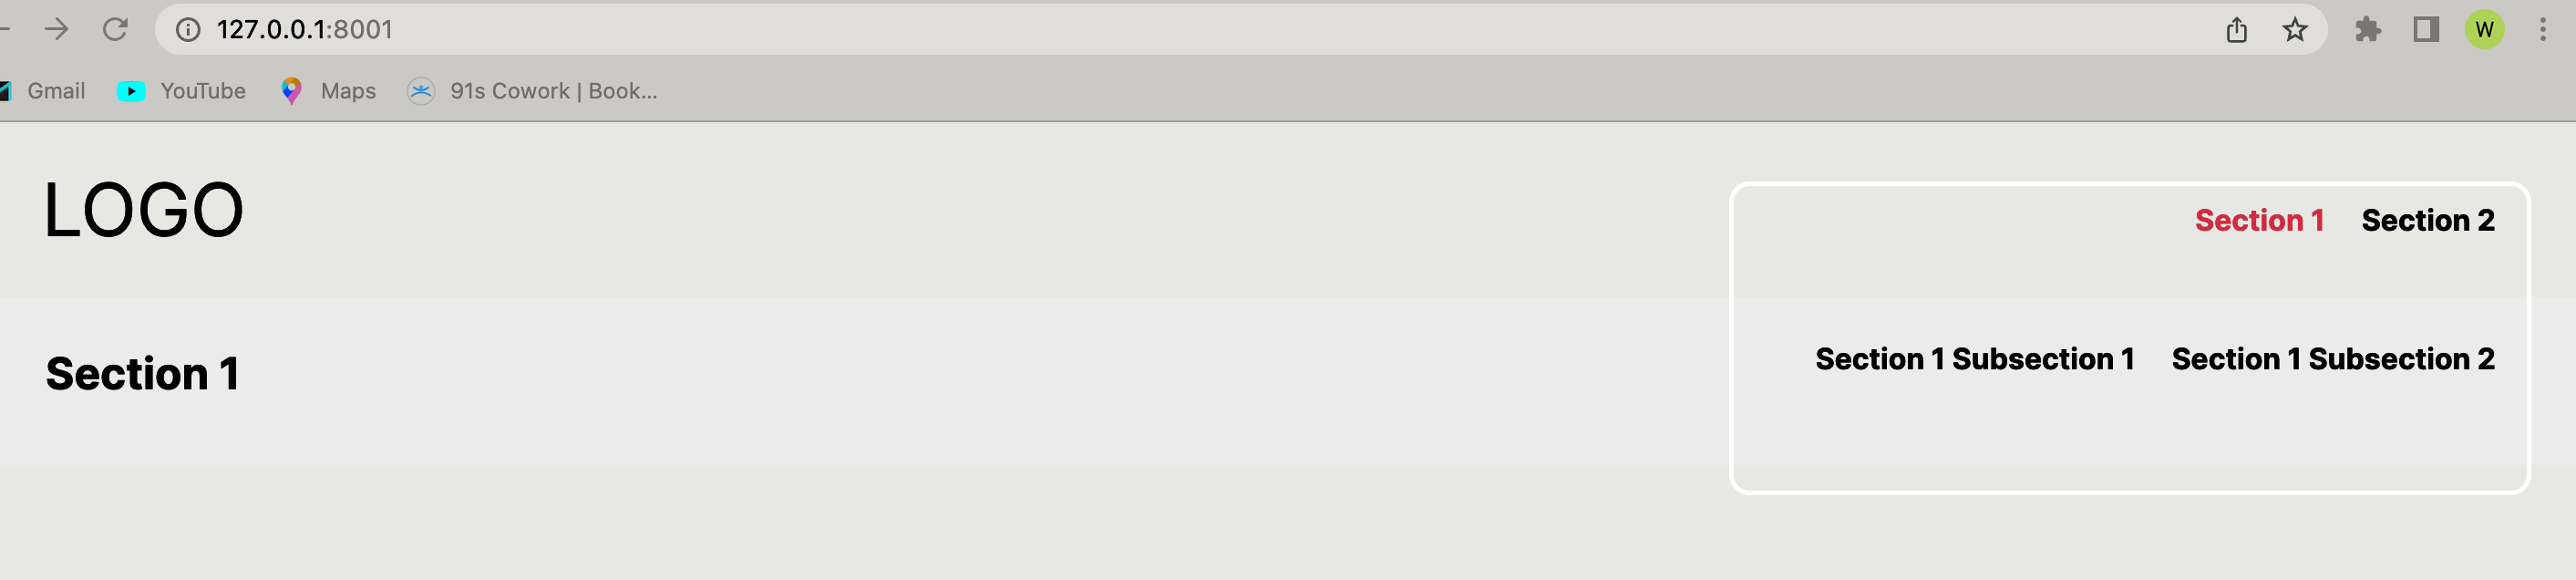 127.0.0.1:8001
W
Gmail YouTube Maps 91s Cowork | Book...
LOGO
Section 1 Section 2
Section 1
Section 1 Subsection 1 Section 1 Subsection 2